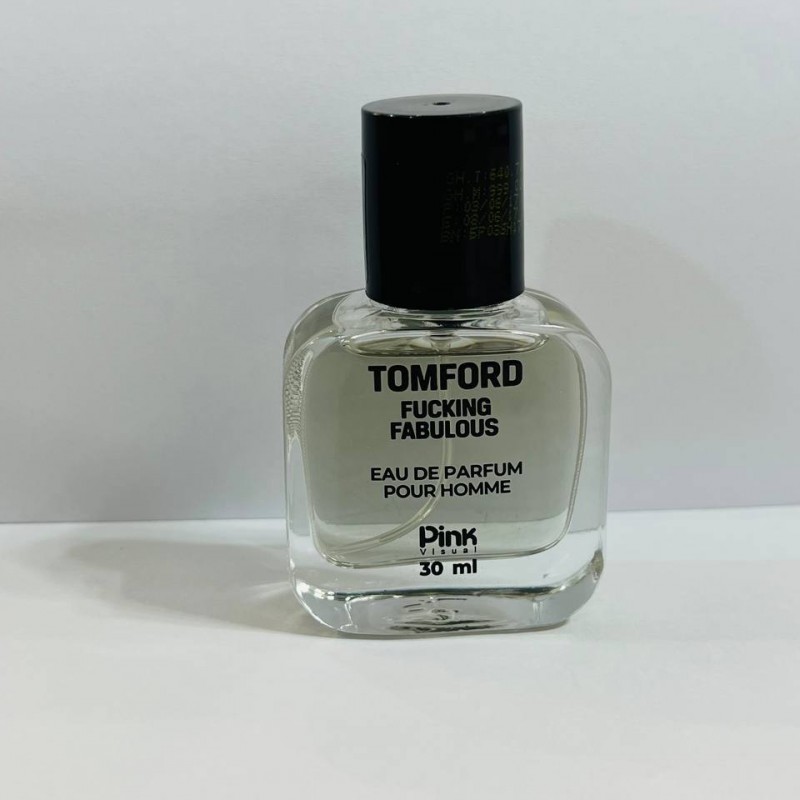 TOMFORD
FUCKING
FABULOUS
EAU DE PARFUM
POUR HOMME
Pink
Visual
30 ml